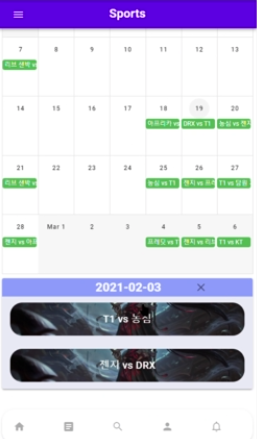 Sports
7 8 9 10 11 12 13
리브 샌박 vs
14 15 16 17 18 19 20
아프리카 vs DRX vs T1 농심 vs 젠지
21 22 23 24 25 26 27
리브 샌박 vs 농심 vs T1 젠지 vs 프레 T1 vs 담원
28 Mar 1 2 3 4 5 6
젠지 vs 아프 프레딧 vs T 젠지 vs 리브 T1 vs KT
2021-02-03 ×
T1 vs 농심
젠지 vs DRX